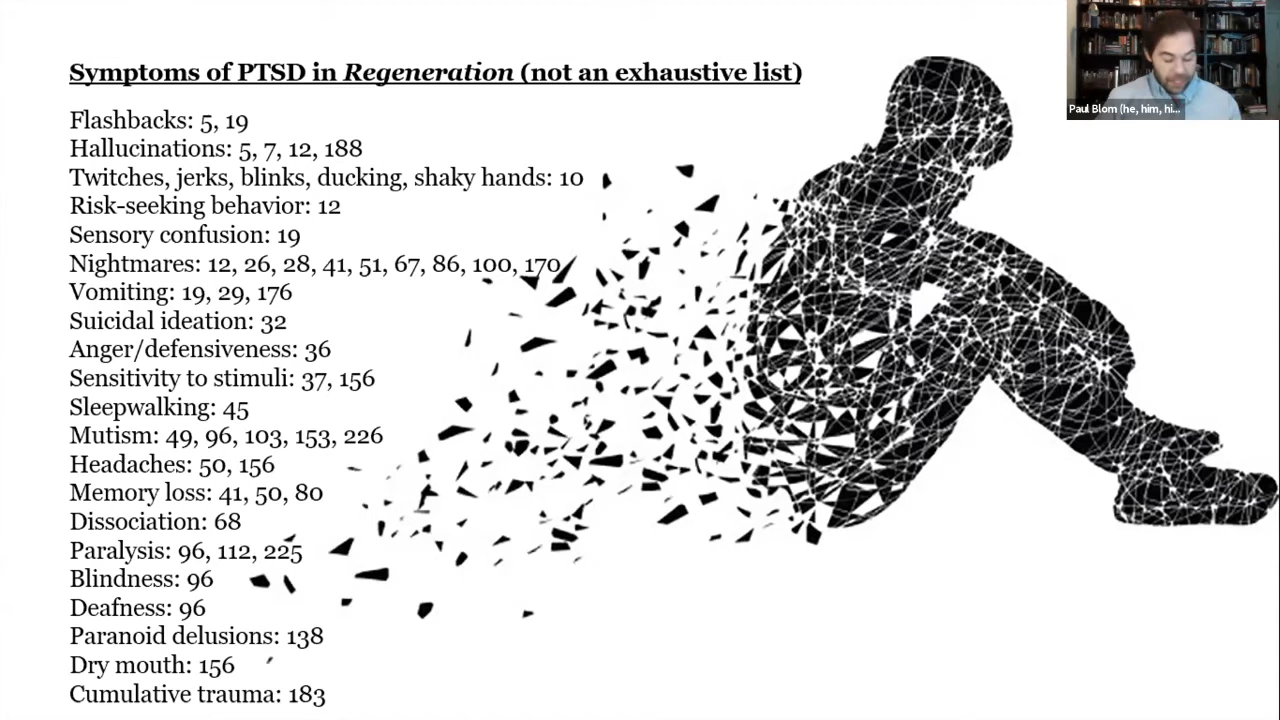 Symptoms of PTSD in Regeneration (not an exhaustive list)
Flashbacks: 5, 19
Hallucinations: 5, 7, 12, 188
Twitches, jerks, blinks, ducking, shaky hands: 10
Risk-seeking behavior: 12
Sensory confusion: 19
Nightmares: 12, 26, 28, 41, 51, 67, 86, 100, 170
Vomiting: 19, 29, 176
Suicidal ideation: 32
Anger/defensiveness: 36
Sensitivity to stimuli: 37, 156
Sleepwalking: 45
Mutism: 49, 96, 103, 153, 226
Headaches: 50, 156
Memory loss: 41, 50, 80
Dissociation: 68
Paralysis: 96, 112, 225
Blindness: 96
Deafness: 96
Paranoid delusions: 138
Dry mouth: 156
Cumulative trauma: 183
Paul Blom (he, him, hi...